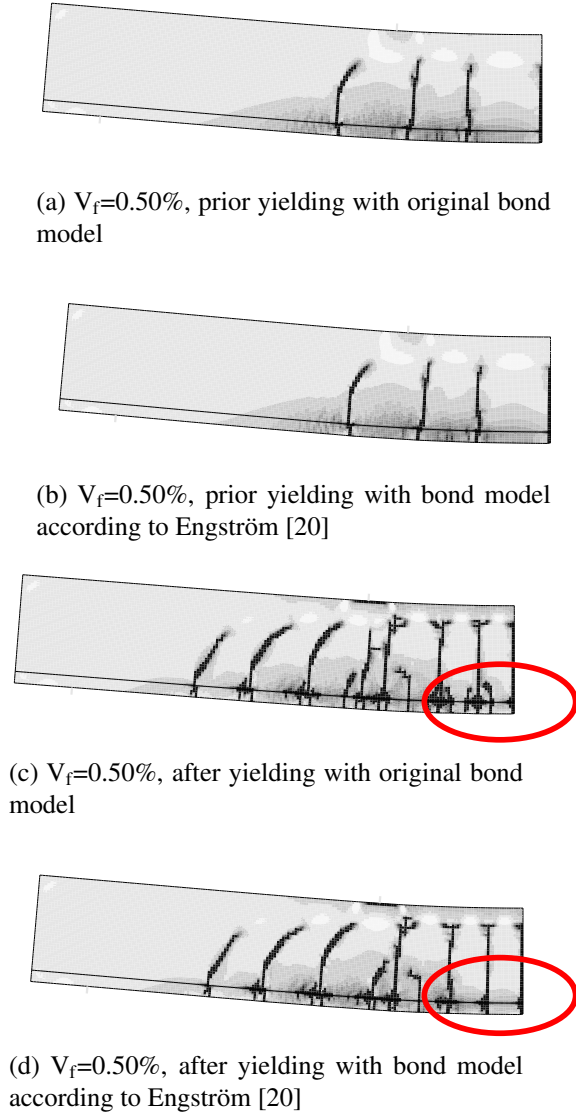 (a) V_f=0.50%, prior yielding with original bond
model
(b) V_f=0.50%, prior yielding with bond model
according to Engström [20]
(c) V_f=0.50%, after yielding with original bond
model
(d) V_f=0.50%, after yielding with bond model
according to Engström [20]